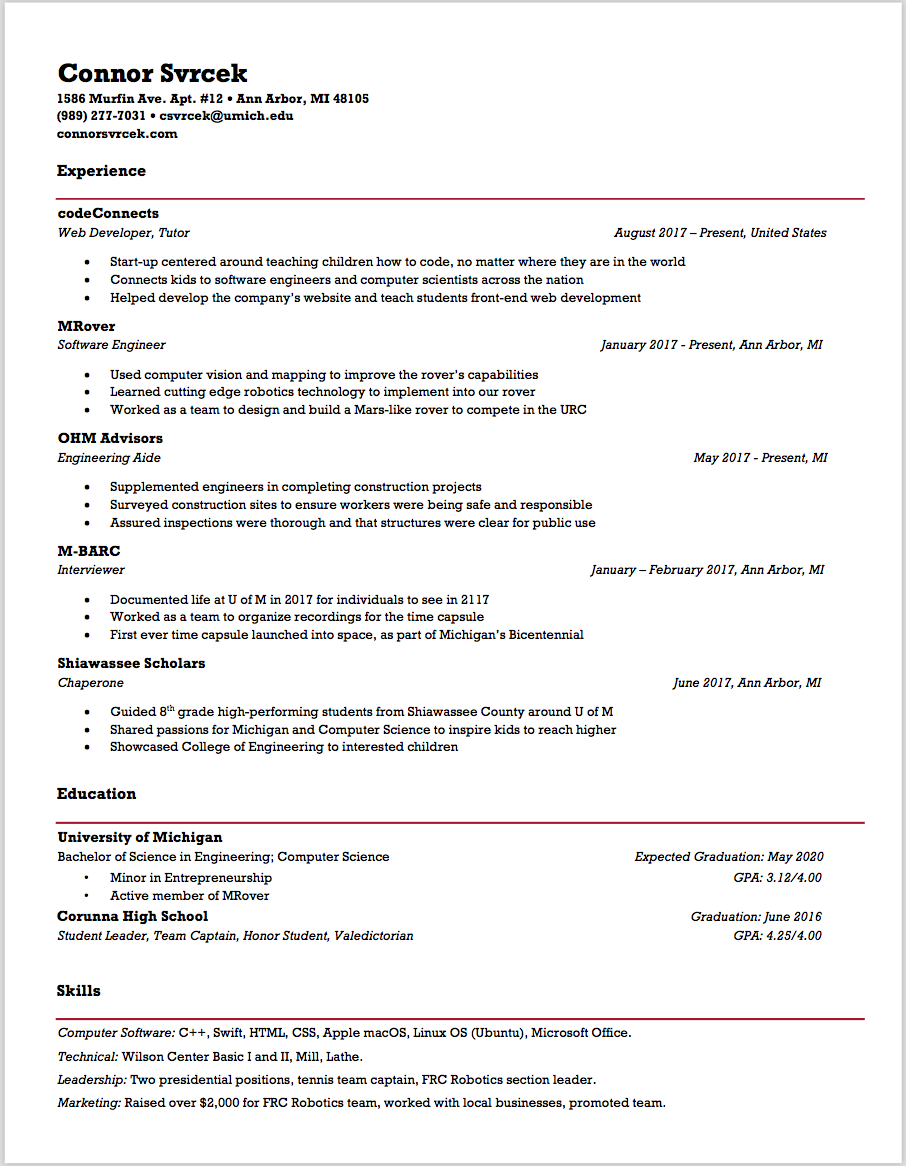 Connor Svrcek
1586 Murfin Ave. Apt. #12 • Ann Arbor, MI 48105
(989) 277-7031 • csvrcek@umich.edu
connorsvrcek.com
Experience
codeConnects
Web Developer, Tutor August 2017 – Present, United States
• Start-up centered around teaching children how to code, no matter where they are in the world
• Connects kids to software engineers and computer scientists across the nation
• Helped develop the company's website and teach students front-end web development
MRover
Software Engineer January 2017 - Present, Ann Arbor, MI
• Used computer vision and mapping to improve the rover's capabilities
• Learned cutting edge robotics technology to implement into our rover
• Worked as a team to design and build a Mars-like rover to compete in the URC
OHM Advisors
Engineering Aide May 2017 - Present, MI
• Supplemented engineers in completing construction projects
• Surveyed construction sites to ensure workers were being safe and responsible
• Assured inspections were thorough and that structures were clear for public use
M-BARC
Interviewer January – February 2017, Ann Arbor, MI
• Documented life at U of M in 2017 for individuals to see in 2117
• Worked as a team to organize recordings for the time capsule
• First ever time capsule launched into space, as part of Michigan's Bicentennial
Shiawassee Scholars
Chaperone June 2017, Ann Arbor, MI
• Guided 8th grade high-performing students from Shiawassee County around U of M
• Shared passions for Michigan and Computer Science to inspire kids to reach higher
• Showcased College of Engineering to interested children
Education
University of Michigan
Bachelor of Science in Engineering; Computer Science Expected Graduation: May 2020
• Minor in Entrepreneurship GPA: 3.12/4.00
• Active member of MRover
Corunna High School Graduation: June 2016
Student Leader, Team Captain, Honor Student, Valedictorian GPA: 4.25/4.00
Skills
Computer Software: C++, Swift, HTML, CSS, Apple macOS, Linux OS (Ubuntu), Microsoft Office.
Technical: Wilson Center Basic I and II, Mill, Lathe.
Leadership: Two presidential positions, tennis team captain, FRC Robotics section leader.
Marketing: Raised over $2,000 for FRC Robotics team, worked with local businesses, promoted team.